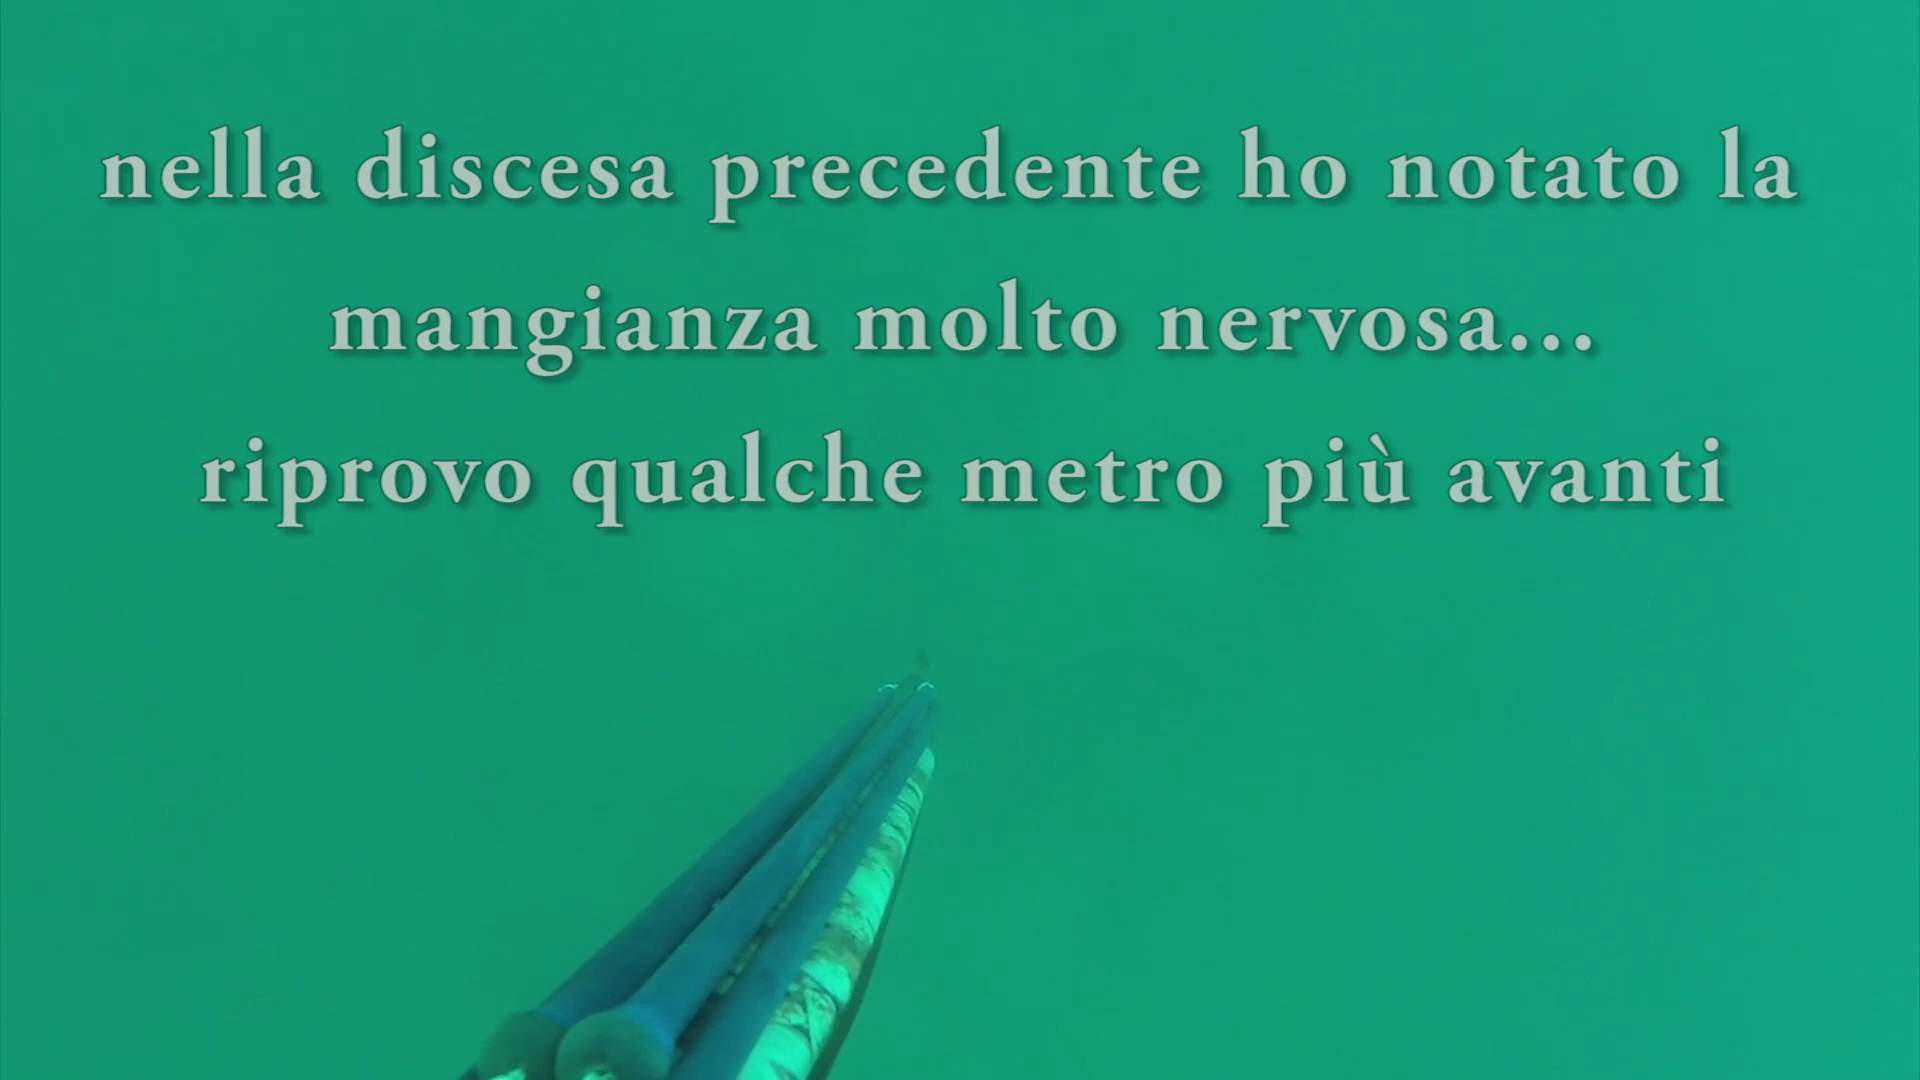 nella discesa precedente ho notato la
mangianza molto nervosa...
riprovo qualche metro più avanti